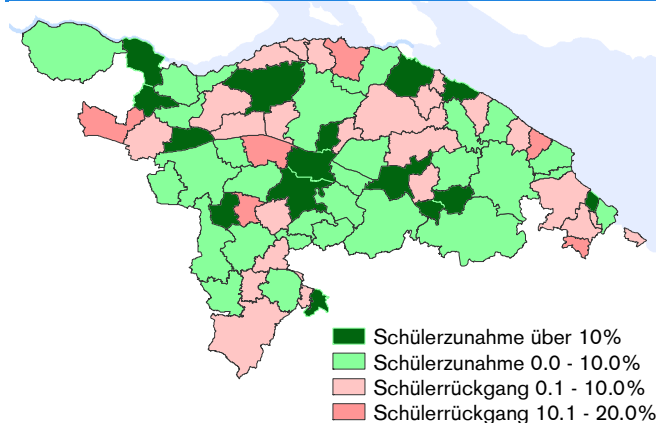 Schülerzunahme über 10%
Schülerzunahme 0.0 - 10.0%
Schülerrückgang 0.1 - 10.0%
Schülerrückgang 10.1 - 20.0%